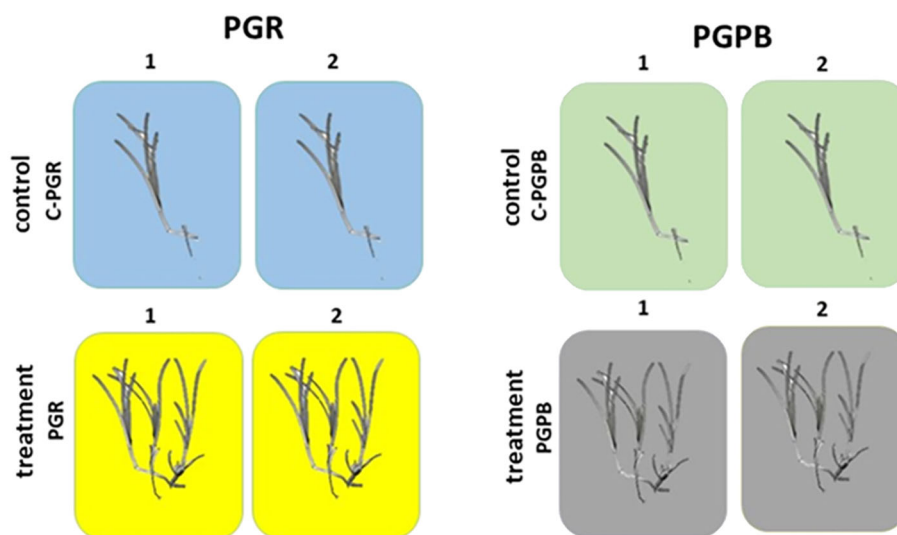 PGR
1 2
control
C-PGR
1 2
treatment
PGR
PGPB
1 2
control
C-PGPB
1 2
treatment
PGPB